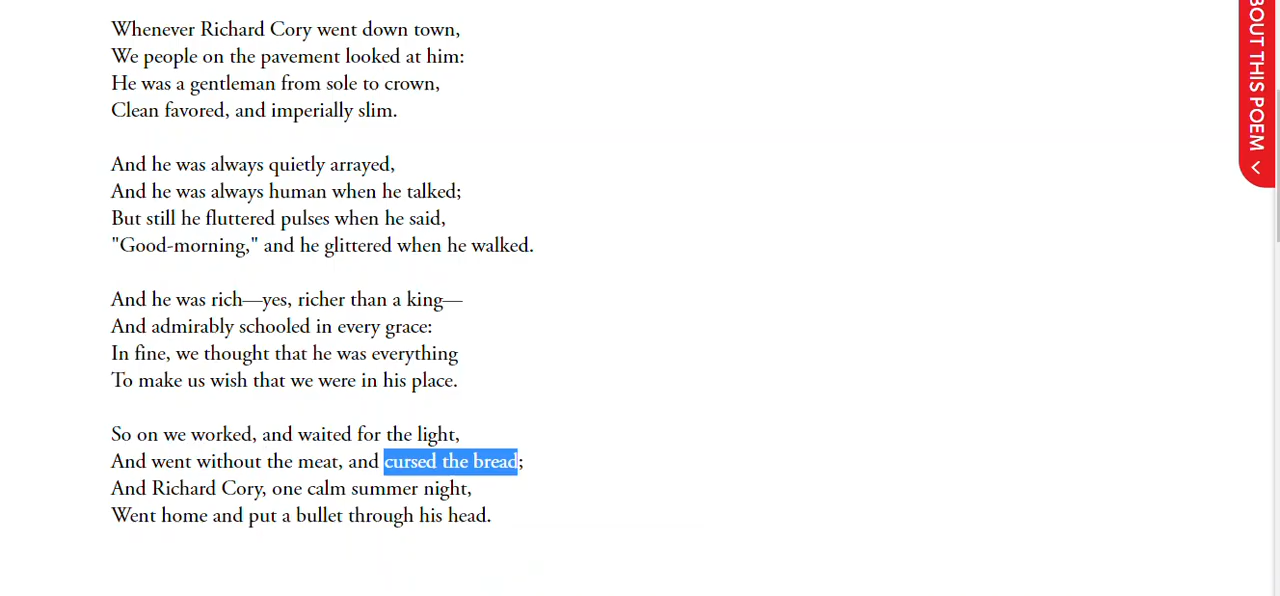 Whenever Richard Cory went down town,
We people on the pavement looked at him:
He was a gentleman from sole to crown,
Clean favored, and imperially slim.
And he was always quietly arrayed,
And he was always human when he talked;
But still he fluttered pulses when he said,
"Good-morning," and he glittered when he walked.
And he was rich—yes, richer than a king—
And admirably schooled in every grace:
In fine, we thought that he was everything
To make us wish that we were in his place.
So on we worked, and waited for the light,
And went without the meat, and cursed the bread;
And Richard Cory, one calm summer night,
Went home and put a bullet through his head.
BOUT THIS POEM